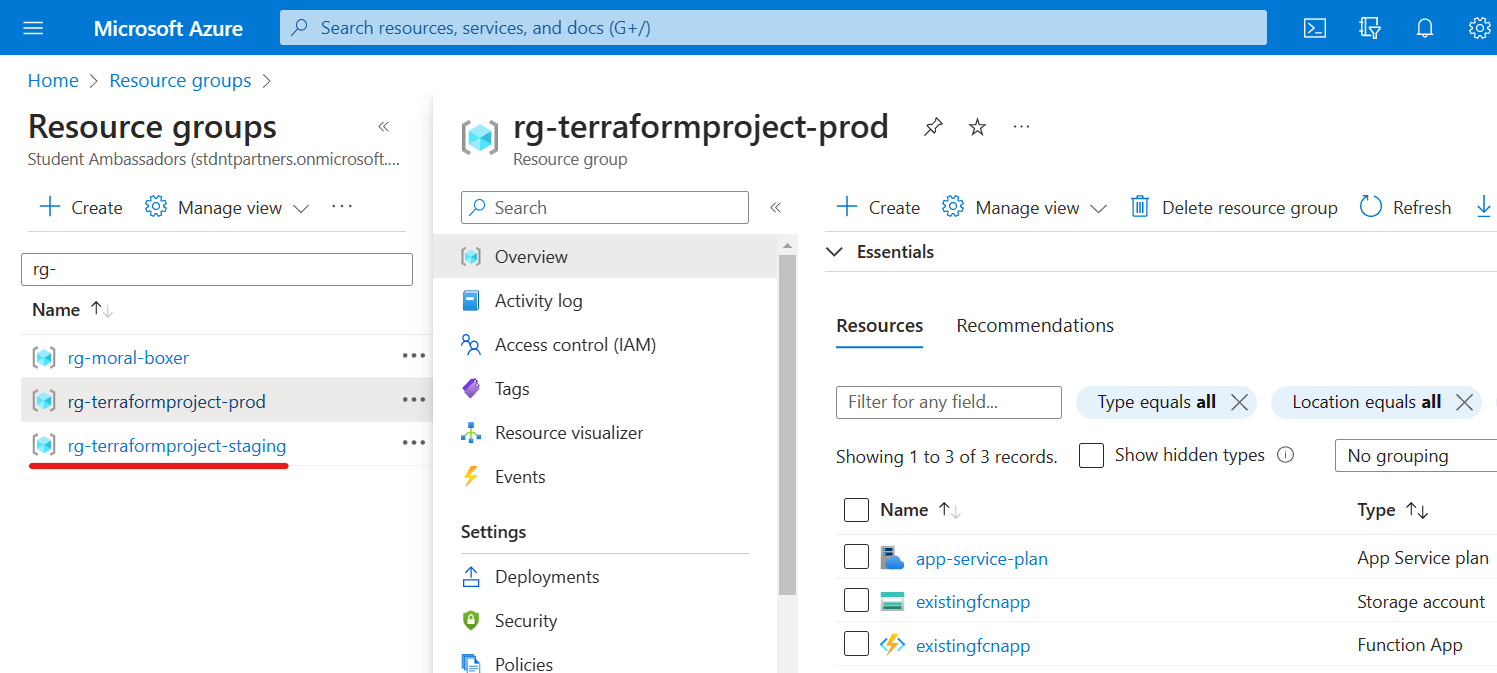 Microsoft Azure
Search resources, services, and docs (G+/)
Home > Resource groups >
Resource groups
Student Ambassadors (stdntpartners.onmicrosoft....
Create Manage view ...
rg-
Name
rg-moral-boxer
rg-terraformproject-prod
rg-terraformproject-staging
rg-terraformproject-prod
Resource group
Search
Overview
Activity log
Access control (IAM)
Tags
Resource visualizer
Events
Settings
Deployments
Security
Policies
Create Manage view Delete resource group Refresh
Essentials
Resources Recommendations
Filter for any field... Type equals all Location equals all
Showing 1 to 3 of 3 records. Show hidden types No grouping
Name Type
app-service-plan App Service plan
existingfcnapp Storage account
existingfcnapp Function App